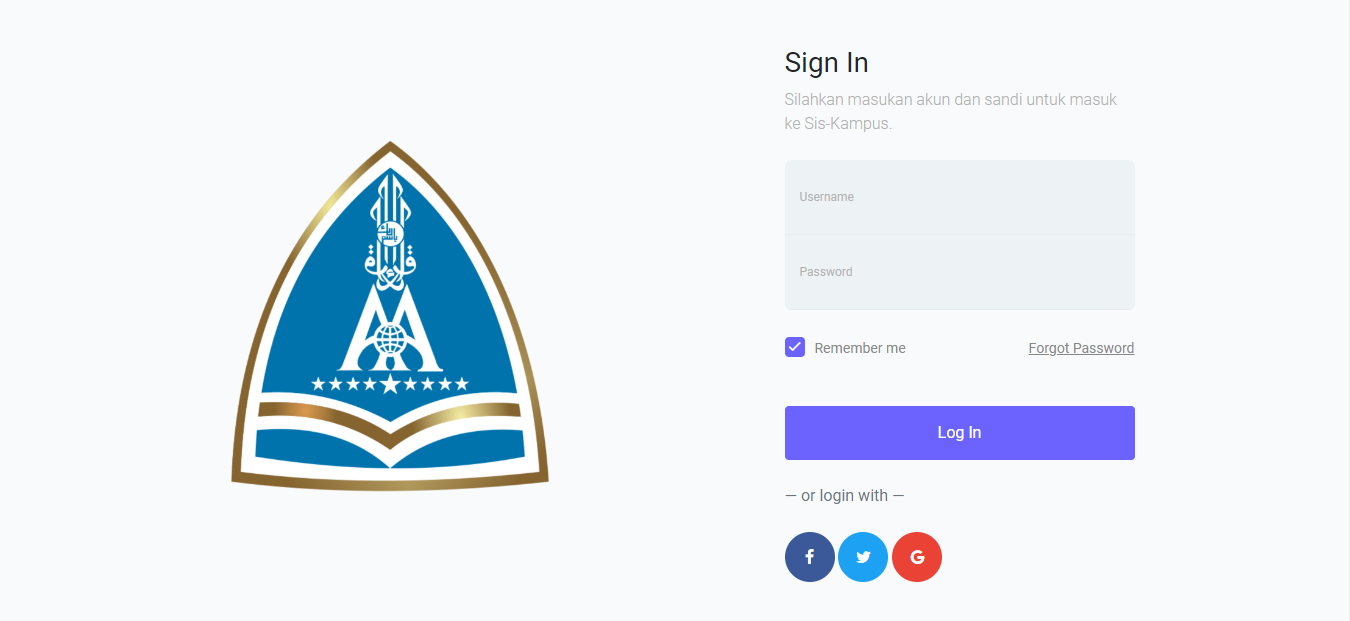 Sign In
Silahkan masukan akun dan sandi untuk masuk
ke Sis-Kampus.
Username
Password
Remember me
Forgot Password
Log In
— or login with —